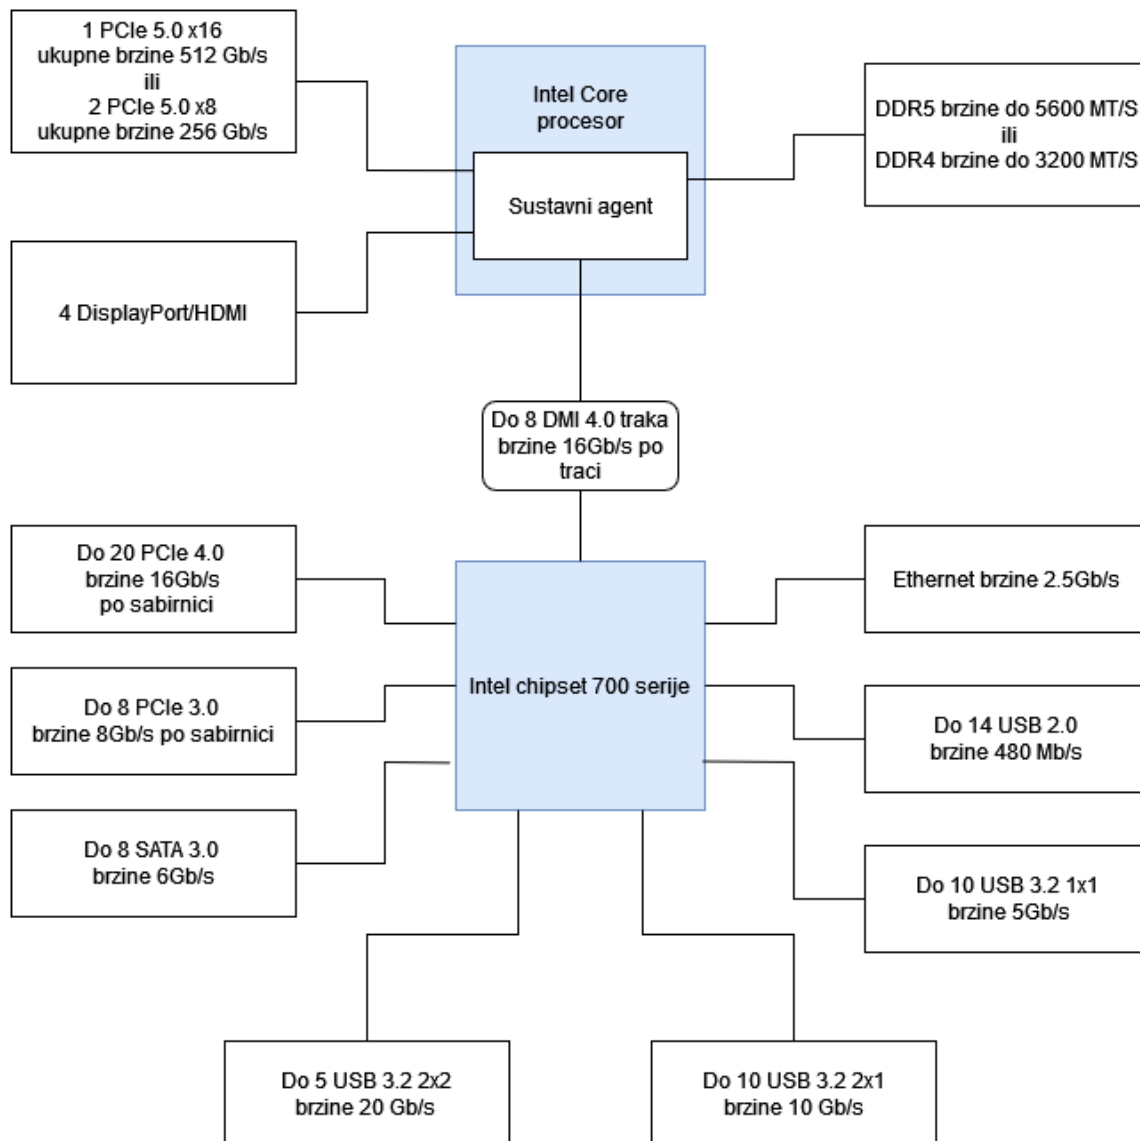 1 PCIe 5.0 x16
ukupne brzine 512 Gb/s
ili
2 PCIe 5.0 x8
ukupne brzine 256 Gb/s
Intel Core
procesor
Sustavni agent
DDR5 brzine do 5600 MT/S
ili
DDR4 brzine do 3200 MT/S
4 DisplayPort/HDMI
Do 8 DMI 4.0 traka
brzine 16Gb/s po
traci
Do 20 PCIe 4.0
brzine 16Gb/s
po sabirnici
Ethernet brzine 2.5Gb/s
Intel chipset 700 serije
Do 8 PCIe 3.0
brzine 8Gb/s po sabirnici
Do 14 USB 2.0
brzine 480 Mb/s
Do 8 SATA 3.0
brzine 6Gb/s
Do 10 USB 3.2 1x1
brzine 5Gb/s
Do 5 USB 3.2 2x2
brzine 20 Gb/s
Do 10 USB 3.2 2x1
brzine 10 Gb/s